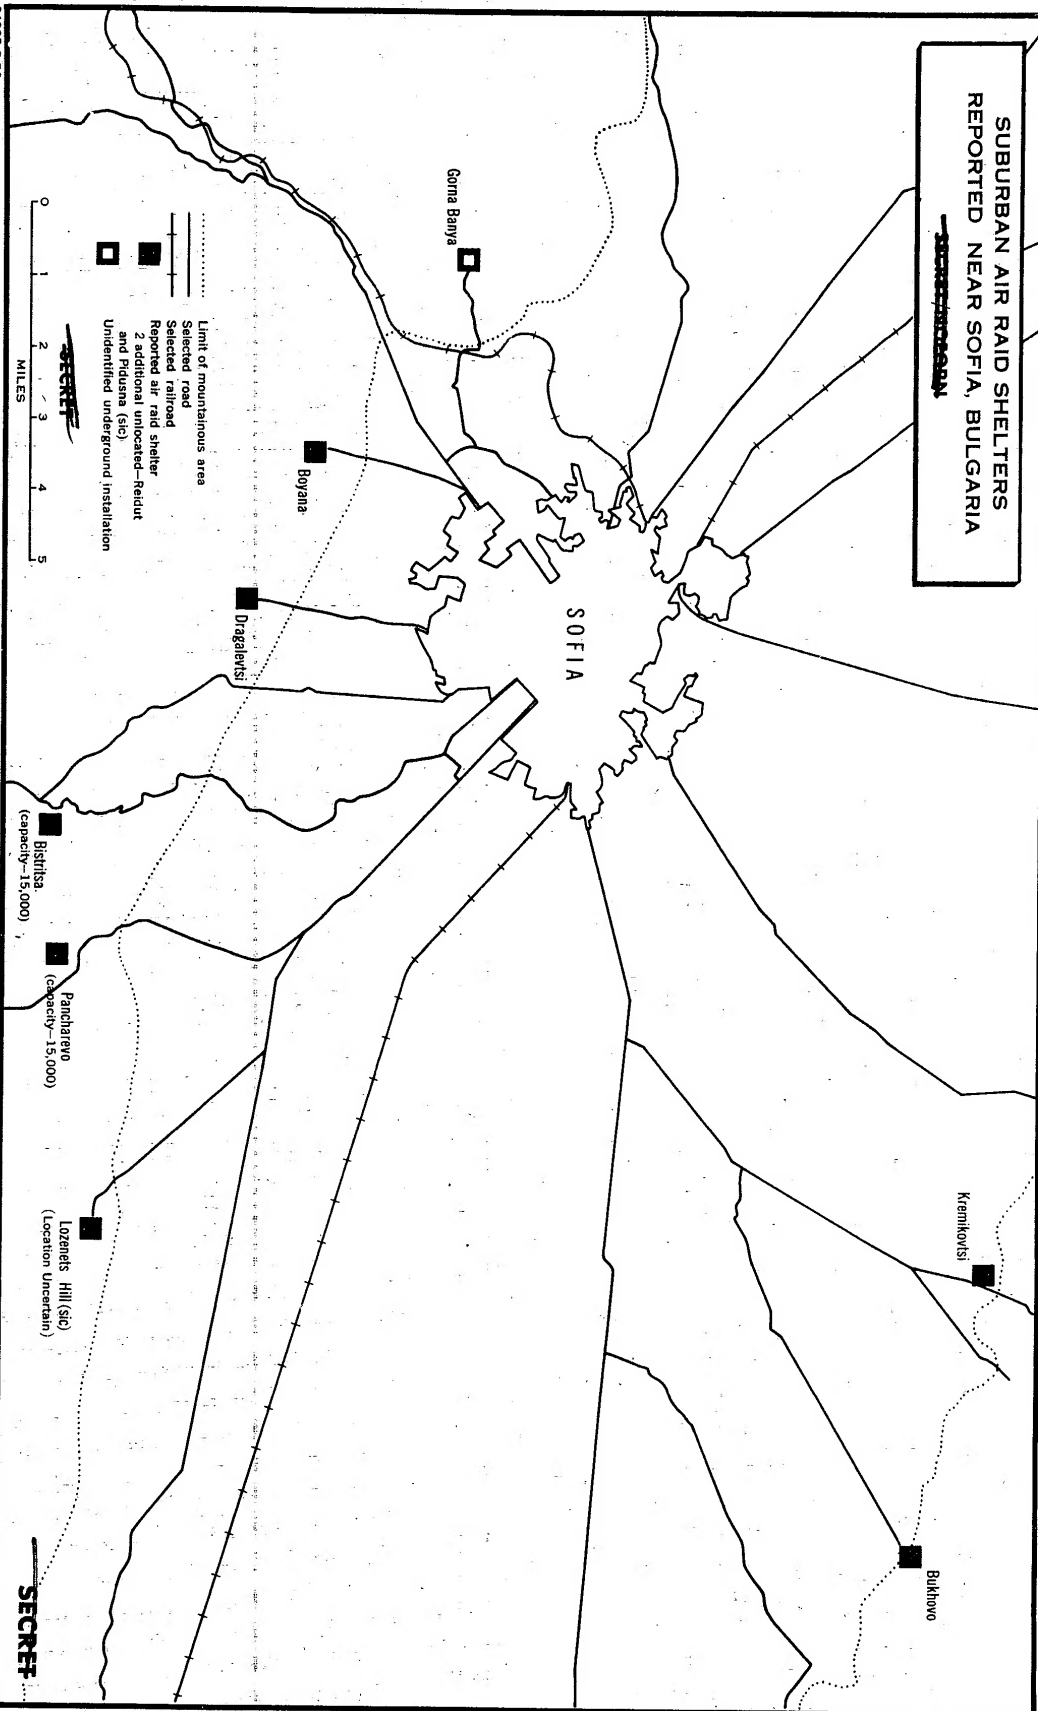 SUBURBAN AIR RAID SHELTERS
REPORTED NEAR SOFIA, BULGARIA
SECRET/NOFORN
Gorna Banya
SOFIA
Boyana
Dragalevtsi
Bistritsa
(capacity—15,000)
Pancharevo
(capacity—15,000)
Lozenets Hill (sic)
(Location Uncertain)
Kremikovtsi
Bukhovo
Limit of mountainous area
Selected road
Selected railroad
Reported air raid shelter
2 additional unlocated—Reidut
and Pidusna (sic)
Unidentified underground installation
0 1 2 3 4 5
MILES
SECRET
SECRET